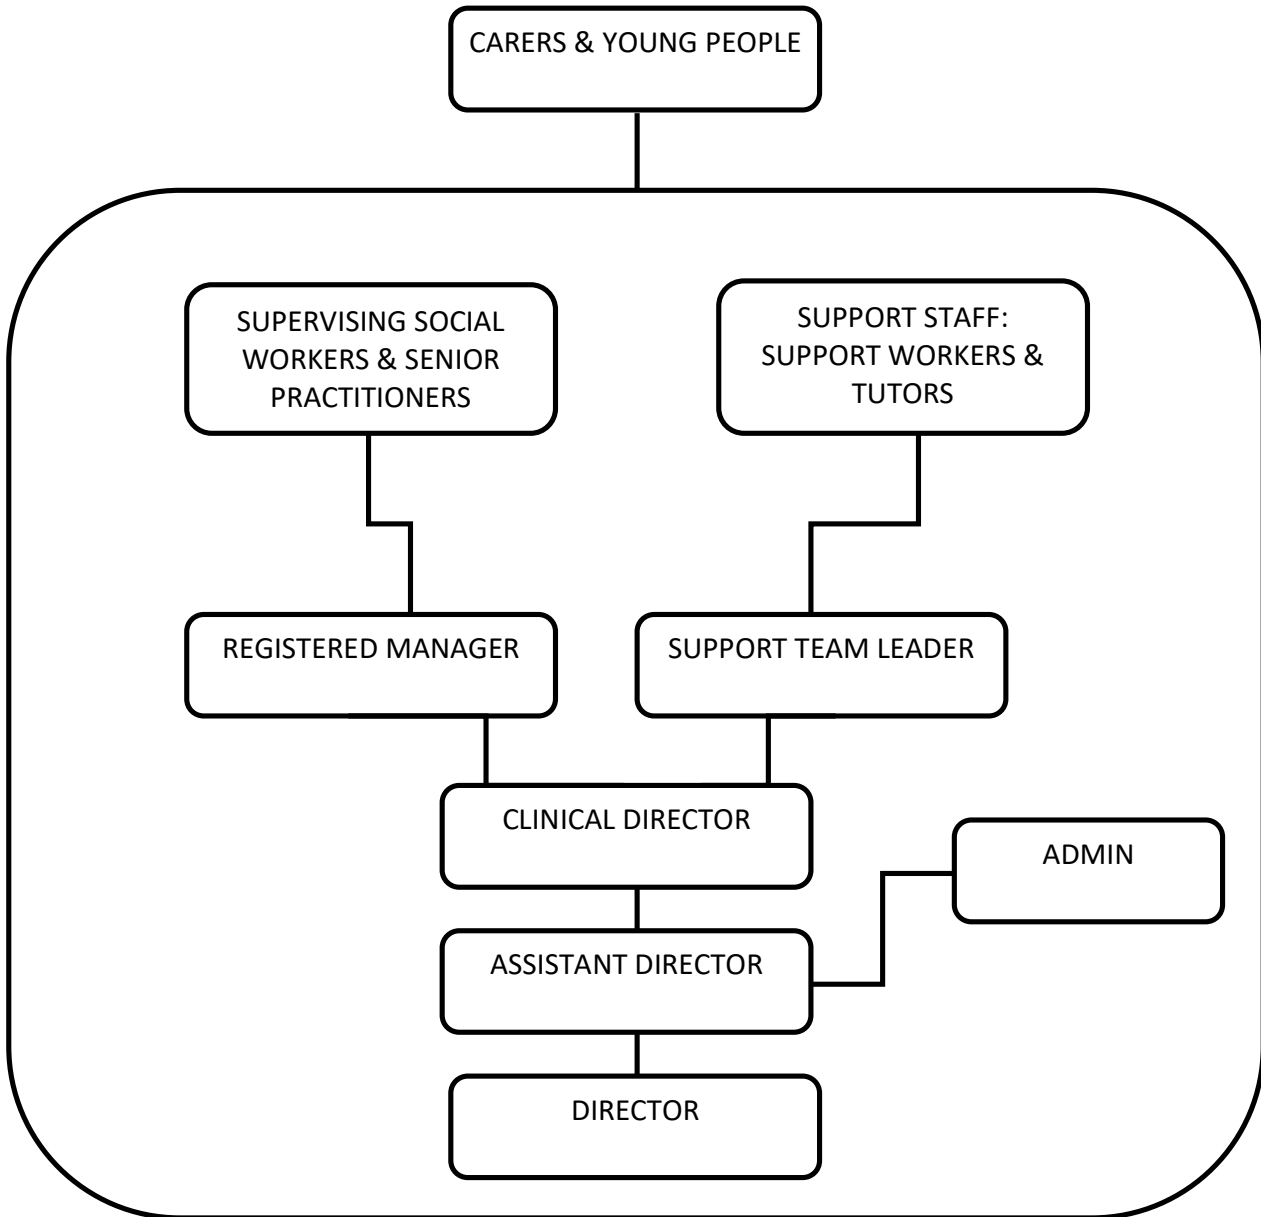 CARERS & YOUNG PEOPLE
SUPERVISING SOCIAL
WORKERS & SENIOR
PRACTITIONERS
SUPPORT STAFF:
SUPPORT WORKERS &
TUTORS
REGISTERED MANAGER
SUPPORT TEAM LEADER
CLINICAL DIRECTOR
ADMIN
ASSISTANT DIRECTOR
DIRECTOR